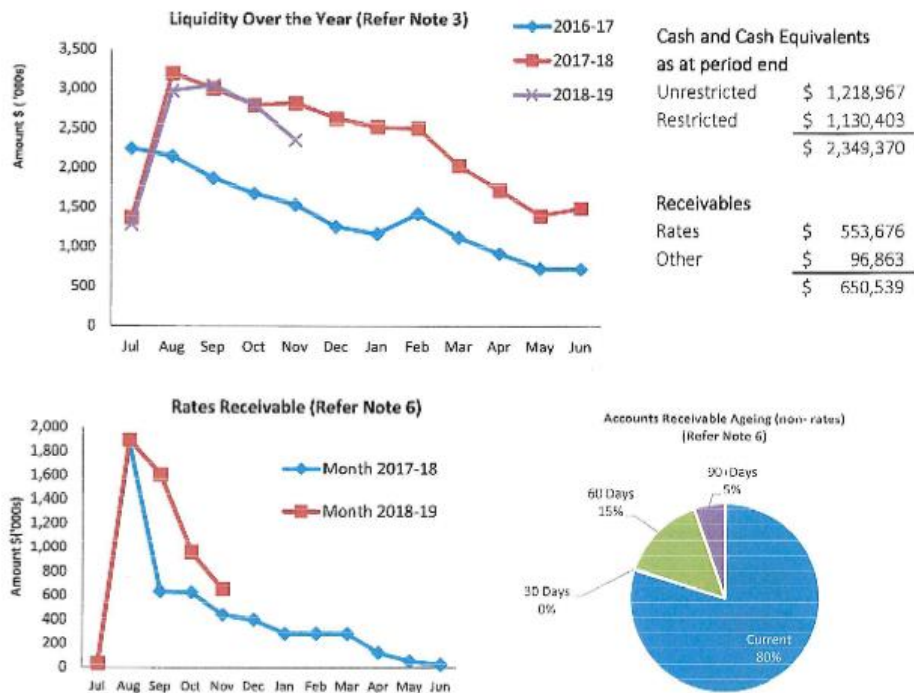 Liquidity Over the Year (Refer Note 3)
Amount $ ( '000s)
3,500
3,000
2,500
2,000
1,500
1,000
500
0
Jul Aug Sep Oct Nov Dec Jan Feb Mar Apr May Jun
2016-17
2017-18
2018-19
Cash and Cash Equivalents
as at period end
Unrestricted $ 1,218,967
Restricted $ 1,130,403
$ 2,349,370
Receivables
Rates $ 553,676
Other $ 96,863
$ 650,539
Rates Receivable (Refer Note 6)
Amount $('000s)
2,000
1,800
1,600
1,400
1,200
1,000
800
600
400
200
0
Jul Aug Sep Oct Nov Dec Jan Feb Mar Apr May Jun
Month 2017-18
Month 2018-19
Accounts Receivable Ageing (non- rates)
(Refer Note 6)
90+Days
5%
60 Days
15%
30 Days
0%
Current
80%